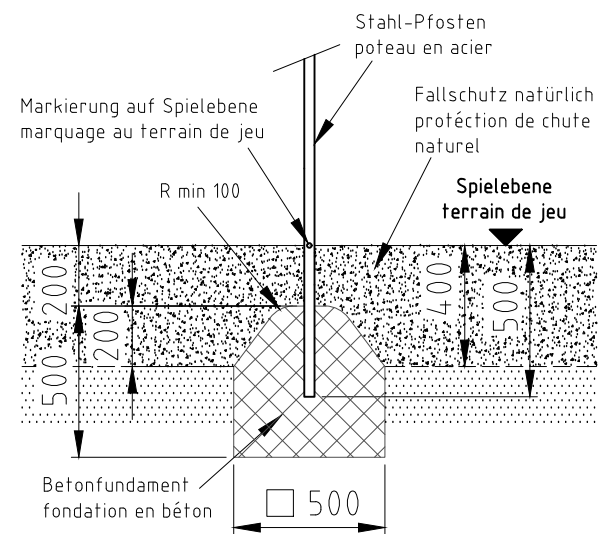 Stahl-Pfosten
poteau en acier
Markierung auf Spielebene
marquage au terrain de jeu
Fallschutz natürlich
protéction de chute
naturel
R min 100
Spielebene
terrain de jeu
200
200
500
400
500
Betonfundament
fondation en béton
□ 500